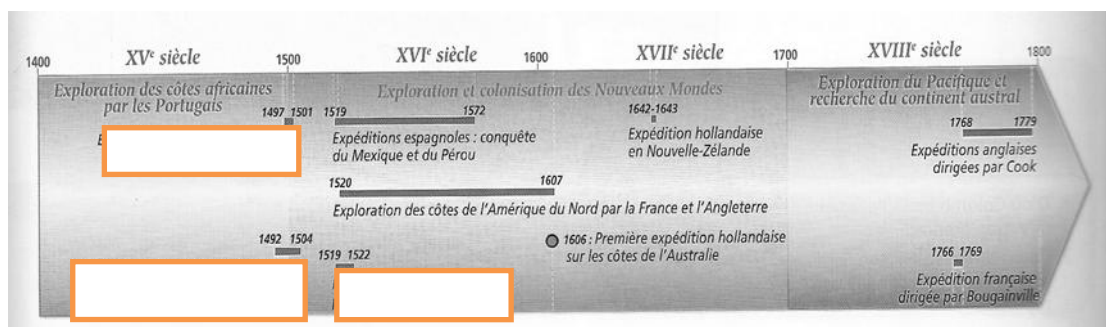 XVᵉ siècle
XVIᵉ siècle
XVIIᵉ siècle
XVIIIᵉ siècle
1400
1500
1600
1700
1800
Exploration des côtes africaines
par les Portugais
Exploration et colonisation des Nouveaux Mondes
Exploration du Pacifique et
recherche du continent austral
1497 1501
1519 1572
Expéditions espagnoles : conquête
du Mexique et du Pérou
1642-1643
Expédition hollandaise
en Nouvelle-Zélande
1768 1779
Expéditions anglaises
dirigées par Cook
1520 1607
Exploration des côtes de l'Amérique du Nord par la France et l'Angleterre
1492 1504
1519 1522
1606 : Première expédition hollandaise
sur les côtes de l'Australie
1766 1769
Expédition française
dirigée par Bougainville